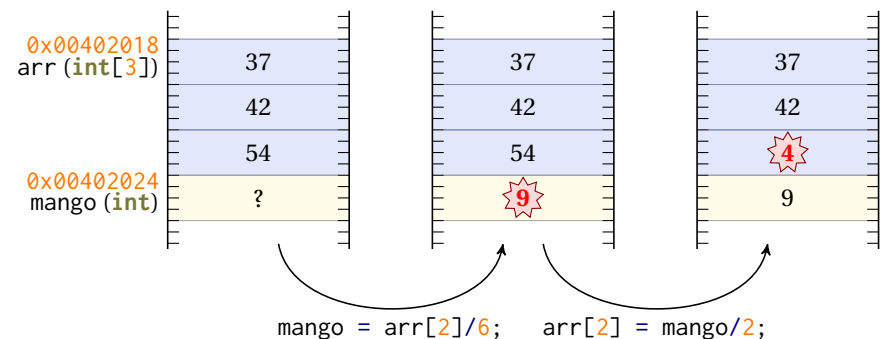 0x00402018
arr (int[3])
37 37 37
42 42 42
54 54 4
0x00402024
mango (int)
? 9 9
mango = arr[2]/6; arr[2] = mango/2;